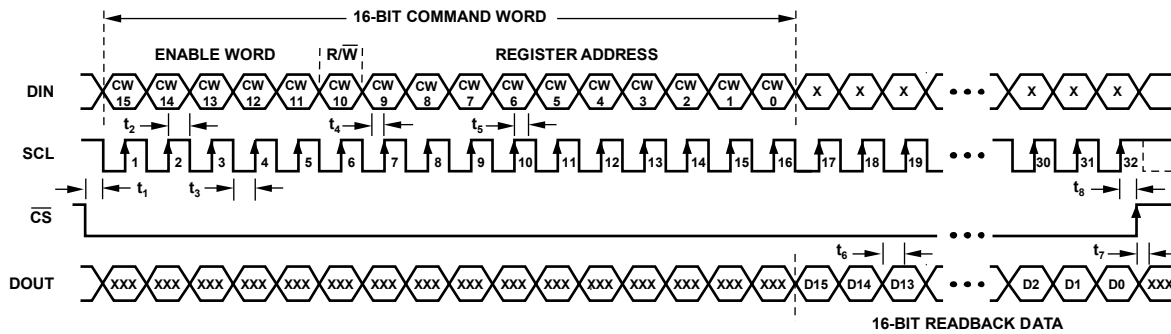 16-BIT COMMAND WORD
ENABLE WORD R/W̅ REGISTER ADDRESS
DIN CW 15 CW 14 CW 13 CW 12 CW 11 CW 10 CW 9 CW 8 CW 7 CW 6 CW 5 CW 4 CW 3 CW 2 CW 1 CW 0 X X X X X X
t2 t4 t5
SCL 1 2 3 4 5 6 7 8 9 10 11 12 13 14 15 16 17 18 19 30 31 32
t1 t3 t8
C̅S̅
t6 t7
DOUT XXX XXX XXX XXX XXX XXX XXX XXX XXX XXX XXX XXX XXX XXX XXX XXX D15 D14 D13 D2 D1 D0 XXX
16-BIT READBACK DATA